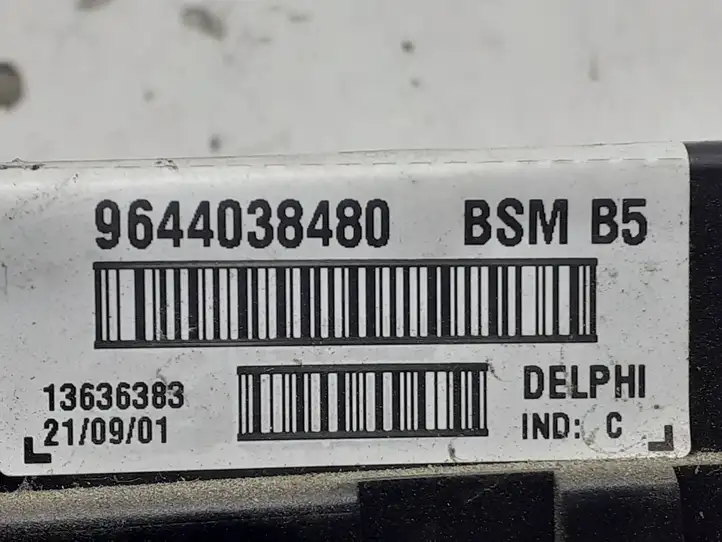 9644038480 BSM B5
13636383 DELPHI
21/09/01 IND: C